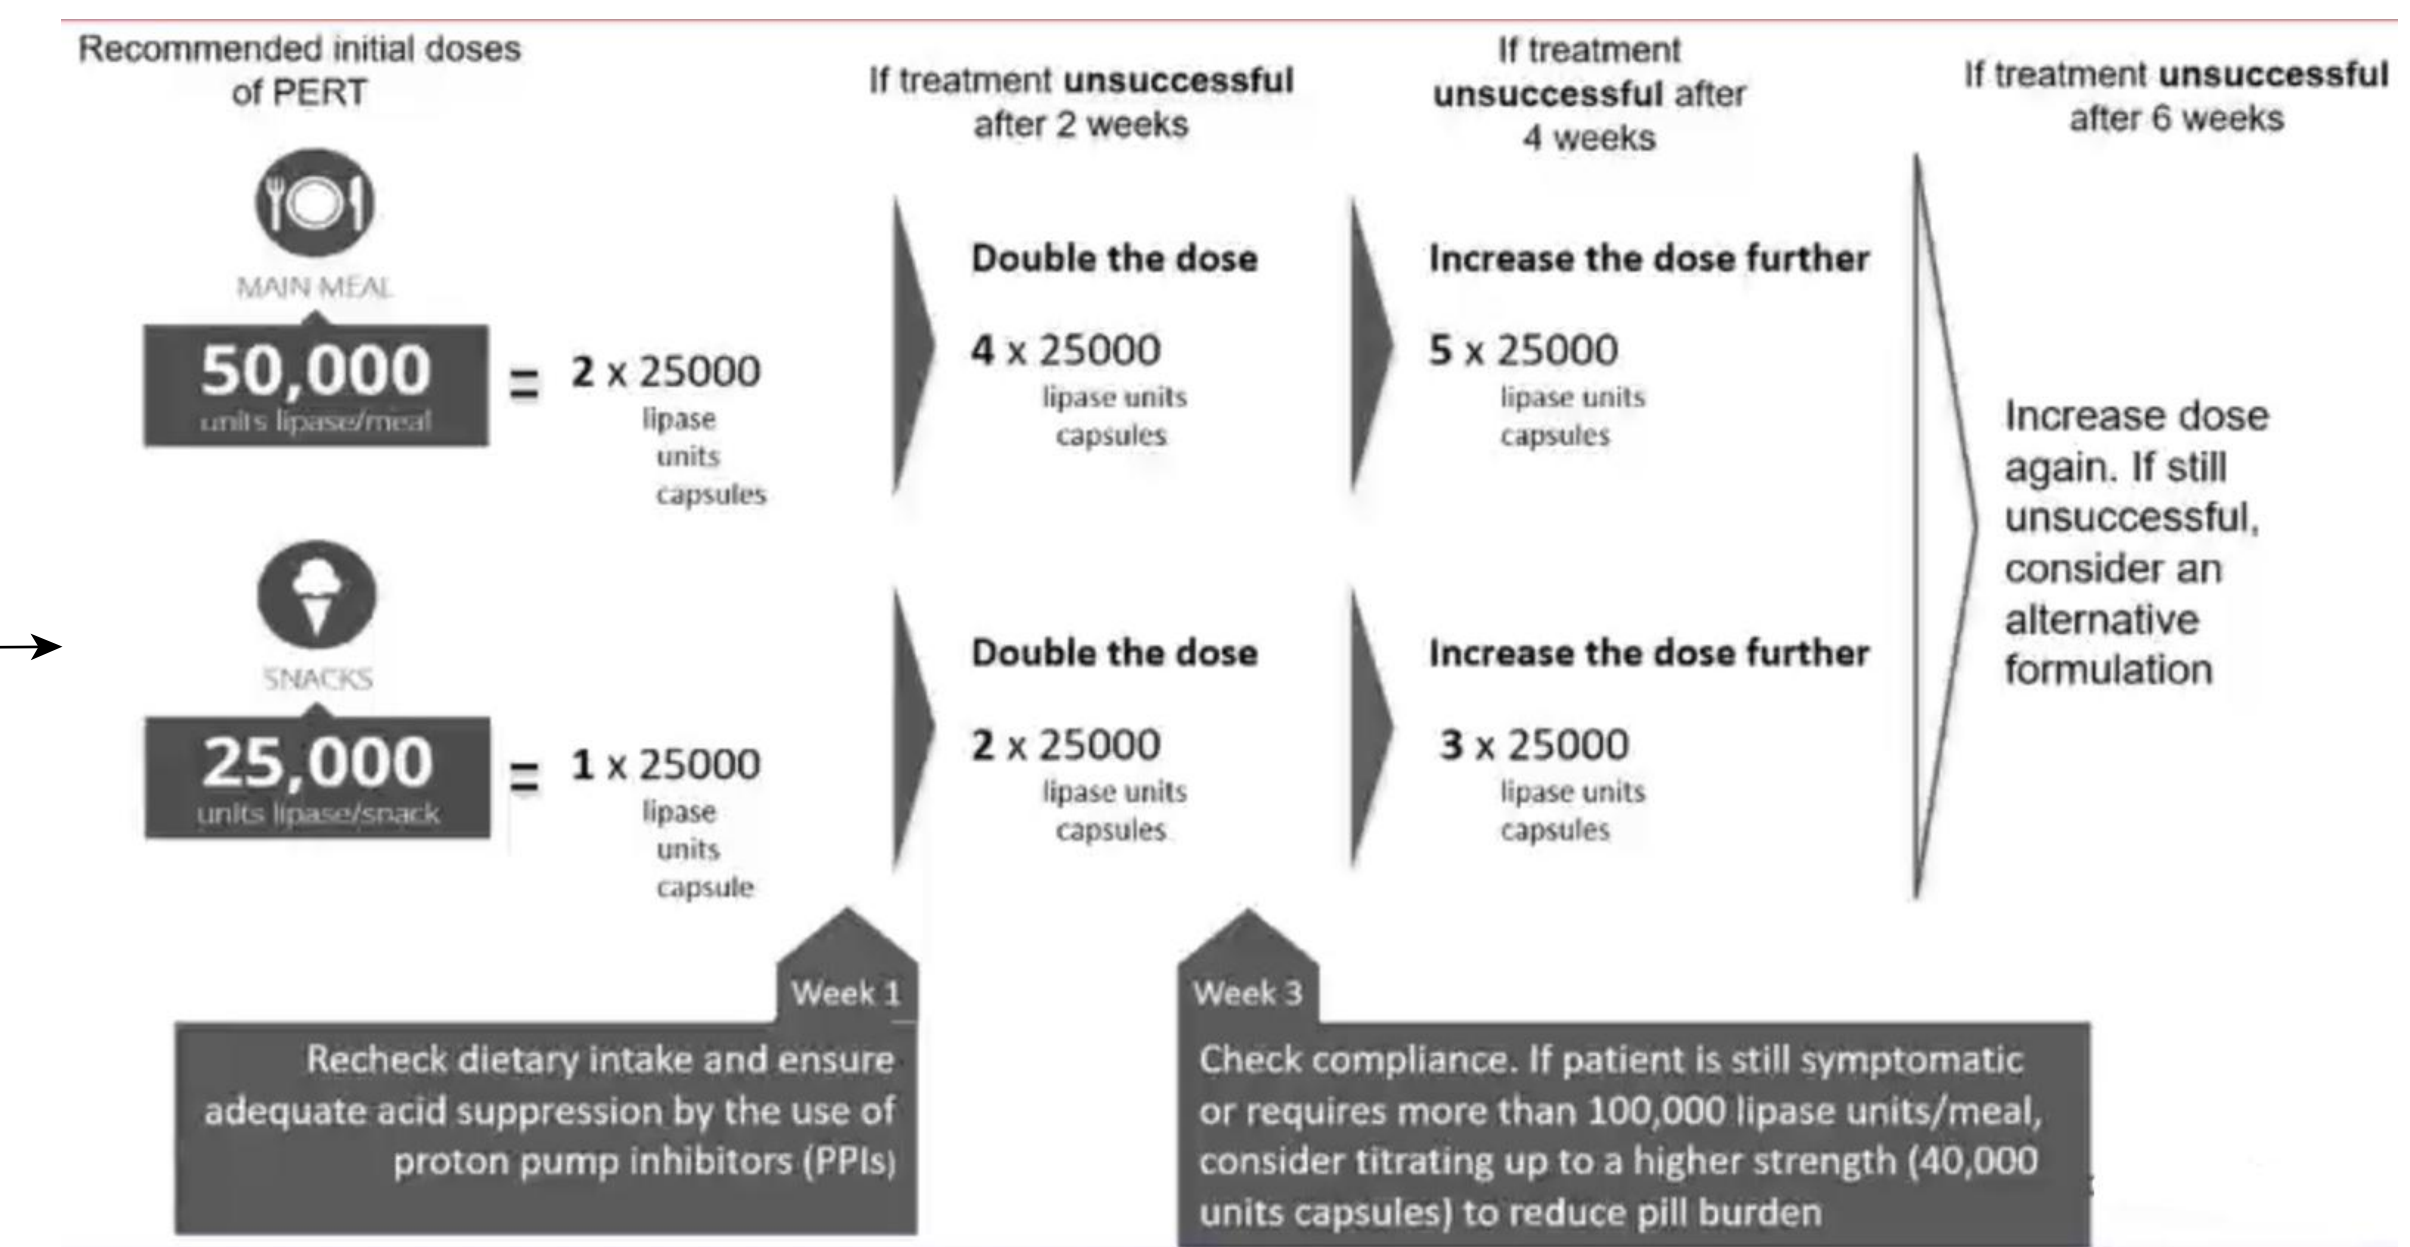 Recommended initial doses
of PERT
If treatment unsuccessful
after 2 weeks
If treatment
unsuccessful after
4 weeks
If treatment unsuccessful
after 6 weeks
MAIN MEAL
50,000
units lipase/meal
=
2 x 25000
lipase
units
capsules
Double the dose
4 x 25000
lipase units
capsules
Increase the dose further
5 x 25000
lipase units
capsules
SNACKS
25,000
units lipase/snack
=
1 x 25000
lipase
units
capsule
Double the dose
2 x 25000
lipase units
capsules
Increase the dose further
3 x 25000
lipase units
capsules
Increase dose
again. If still
unsuccessful,
consider an
alternative
formulation
Week 1
Recheck dietary intake and ensure
adequate acid suppression by the use of
proton pump inhibitors (PPIs)
Week 3
Check compliance. If patient is still symptomatic
or requires more than 100,000 lipase units/meal,
consider titrating up to a higher strength (40,000
units capsules) to reduce pill burden